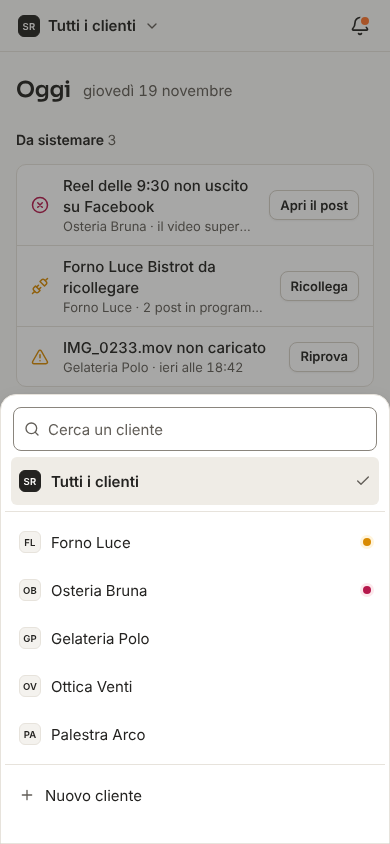 SR Tutti i clienti
Oggi giovedì 19 novembre
Da sistemare 3
Reel delle 9:30 non uscito
su Facebook
Osteria Bruna · il video super...
Apri il post
Forno Luce Bistrot da
ricollegare
Forno Luce · 2 post in program...
Ricollega
IMG_0233.mov non caricato
Gelateria Polo · ieri alle 18:42
Riprova
Cerca un cliente
SR Tutti i clienti
FL Forno Luce
OB Osteria Bruna
GP Gelateria Polo
OV Ottica Venti
PA Palestra Arco
+ Nuovo cliente